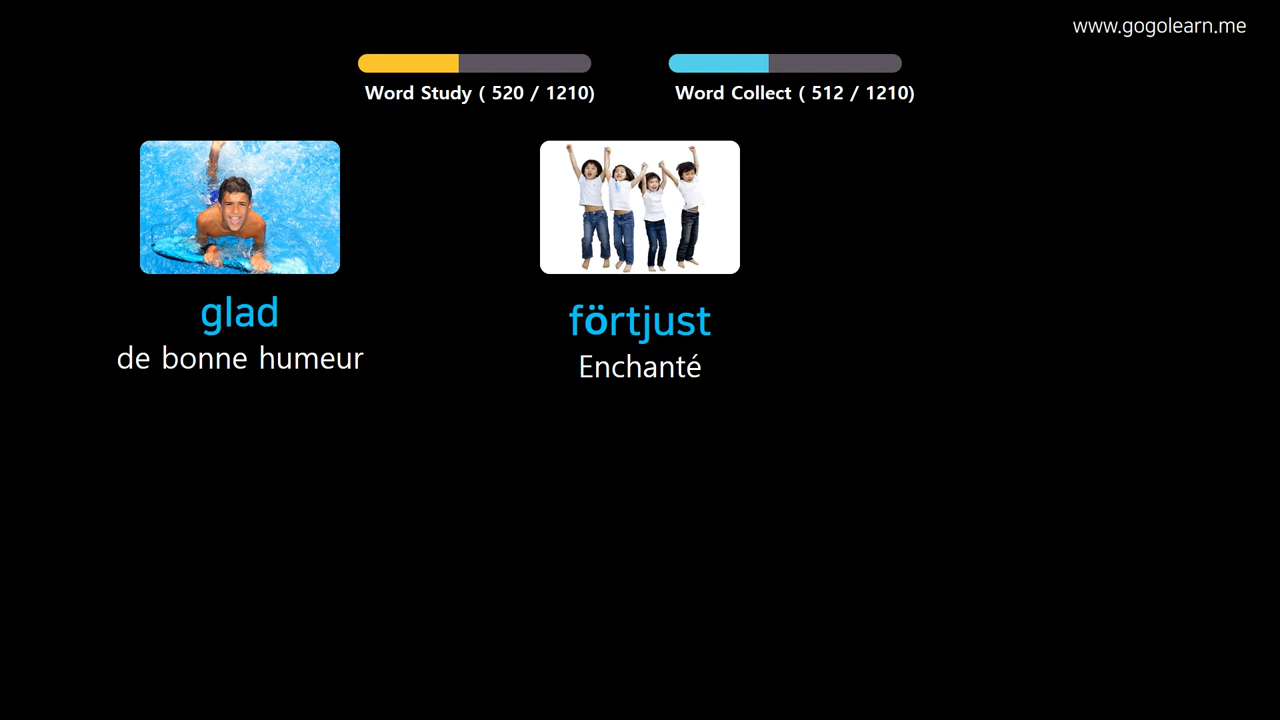 www.gogolearn.me
Word Study ( 520 / 1210)
Word Collect ( 512 / 1210)
glad
de bonne humeur
förtjust
Enchanté